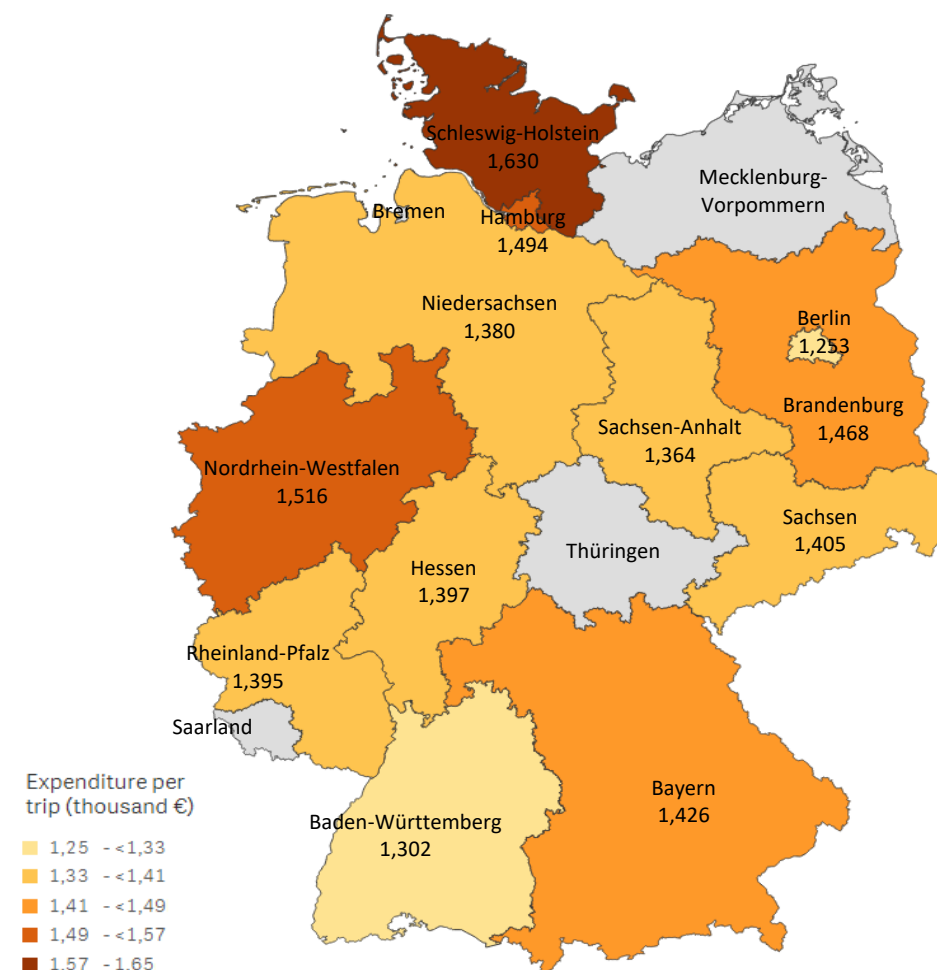 Schleswig-Holstein
1,630
Mecklenburg-
Vorpommern
Bremen
Hamburg
1,494
Niedersachsen
1,380
Berlin
1,253
Brandenburg
1,468
Sachsen-Anhalt
1,364
Nordrhein-Westfalen
1,516
Sachsen
1,405
Thüringen
Hessen
1,397
Rheinland-Pfalz
1,395
Saarland
Bayern
1,426
Baden-Württemberg
1,302
Expenditure per
trip (thousand €)
1,25 - <1,33
1,33 - <1,41
1,41 - <1,49
1,49 - <1,57
1,57 - 1,65